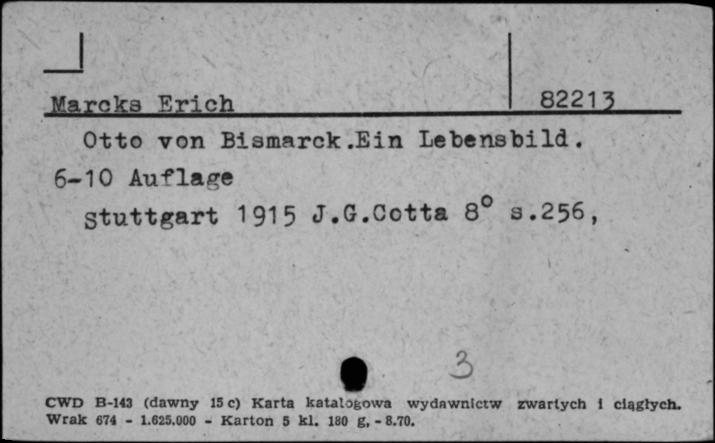 Marcks Erich 82213
Otto von Bismarck.Ein Lebensbild.
6-10 Auflage
stuttgart 1915 J.G.Cotta 8° s.256,
3
CWD B-143 (dawny 15 c) Karta katalogowa wydawnictw zwartych i ciągłych.
Wrak 674 - 1.625.000 - Karton 5 kl. 180 g, - 8.70.